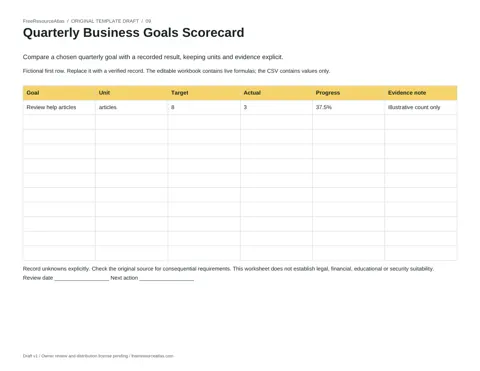 FreeResourceAtlas / ORIGINAL TEMPLATE DRAFT / 09
Quarterly Business Goals Scorecard
Compare a chosen quarterly goal with a recorded result, keeping units and evidence explicit.
Fictional first row. Replace it with a verified record. The editable workbook contains live formulas; the CSV contains values only.
Goal Unit Target Actual Progress Evidence note
Review help articles articles 8 3 37.5% Illustrative count only
Record unknowns explicitly. Check the original source for consequential requirements. This worksheet does not establish legal, financial, educational or security suitability.
Review date ____________________ Next action ____________________
Draft v1 / Owner review and distribution license pending / freeresourceatlas.com